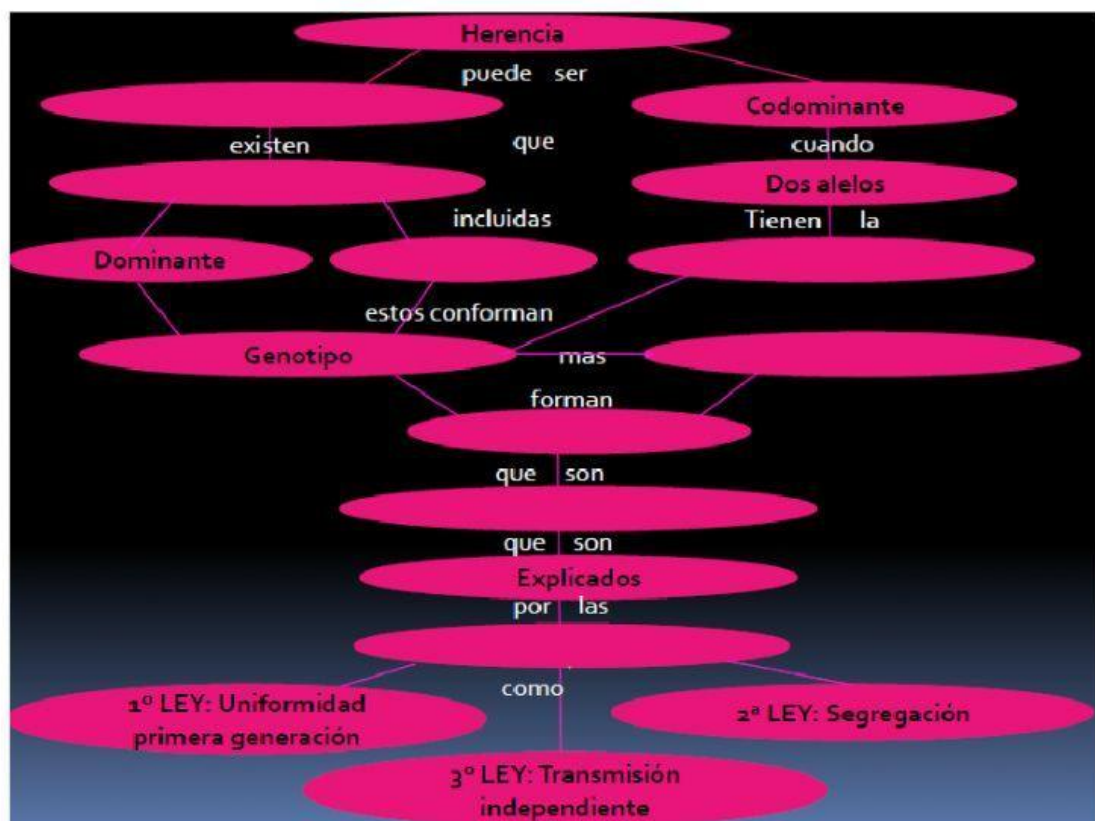 Herencia
puede ser
Codominante
existen
que
cuando
Dos alelos
incluidas
Tienen la
Dominante
estos conforman
Genotipo
mas
forman
que son
que son
Explicados
por las
como
1º LEY: Uniformidad
primera generación
2ª LEY: Segregación
3º LEY: Transmisión
independiente